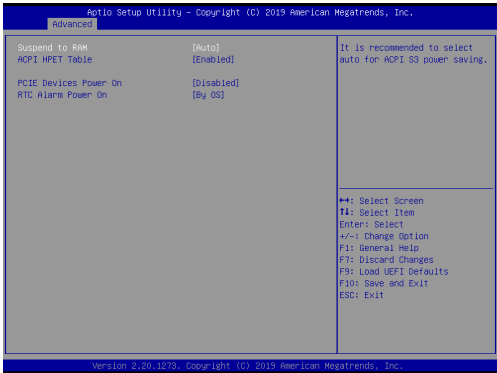 Aptio Setup Utility – Copyright (C) 2019 American Megatrends, Inc.
Advanced
Suspend to RAM [Auto]
ACPI HPET Table [Enabled]
PCIE Devices Power On [Disabled]
RTC Alarm Power On [By OS]
It is recommended to select
auto for ACPI S3 power saving.
↔: Select Screen
↑↓: Select Item
Enter: Select
+/-: Change Option
F1: General Help
F7: Discard Changes
F9: Load UEFI Defaults
F10: Save and Exit
ESC: Exit
Version 2.20.1273. Copyright (C) 2019 American Megatrends, Inc.